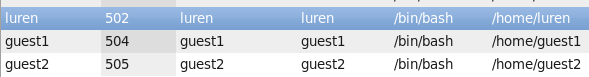 luren 502 luren luren /bin/bash /home/luren
guest1 504 guest1 guest1 /bin/bash /home/guest1
guest2 505 guest2 guest2 /bin/bash /home/guest2